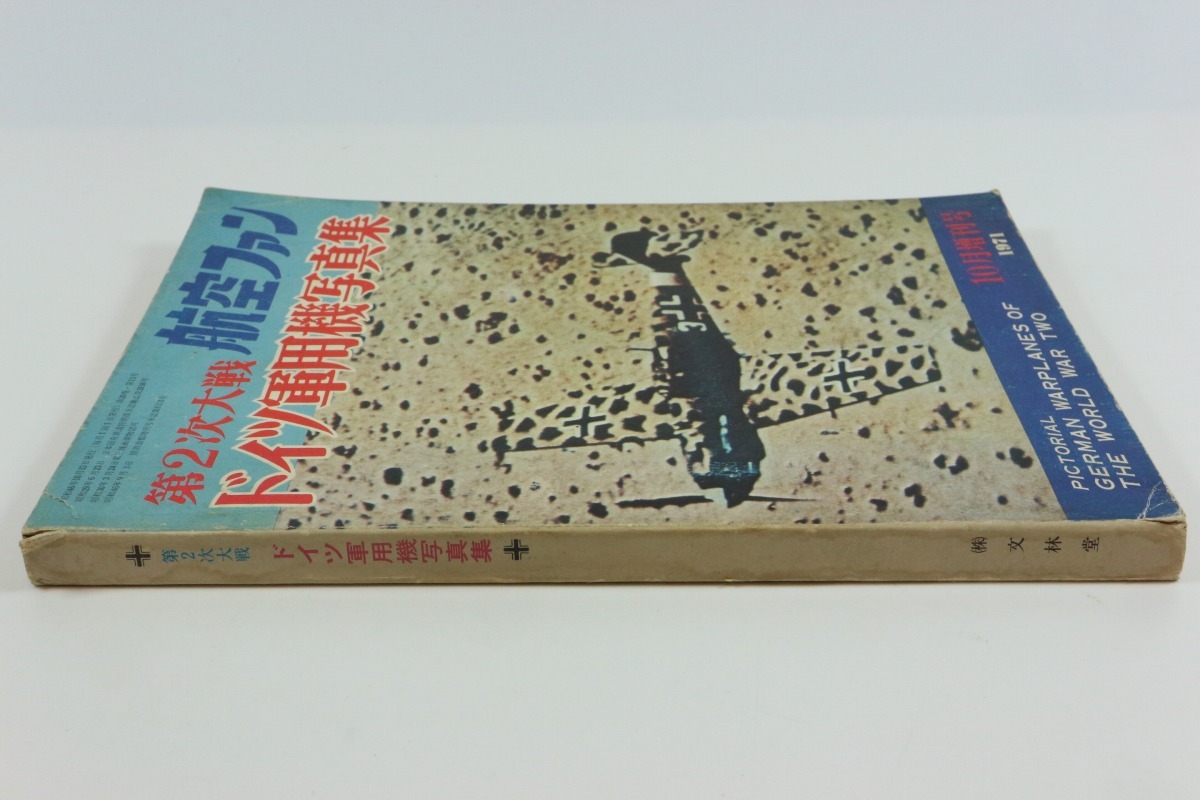 航空ファン
第2次大戦
ドイツ軍用機写真集
10月増刊号
1971
PICTORIAL WARPLANES OF
GERMAN WORLD WAR TWO
THE WORLD
3
第2次大戦 ドイツ軍用機写真集
㈱文林堂